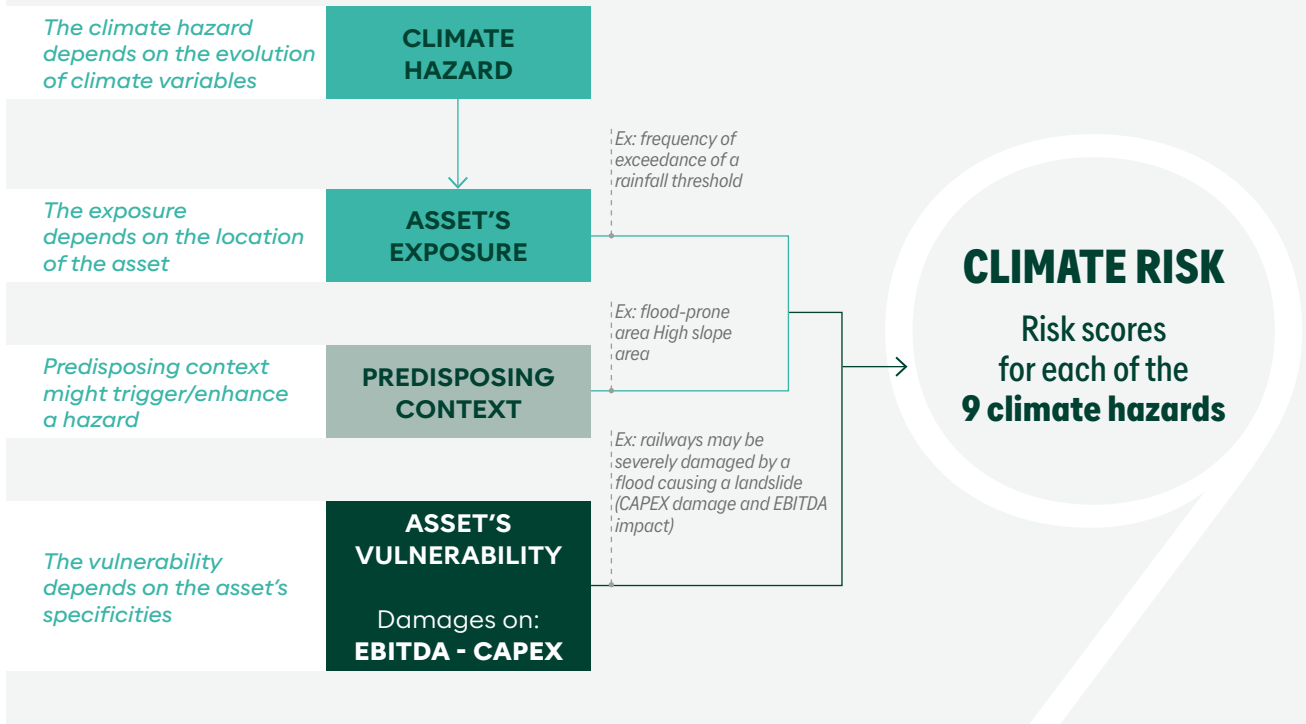 The climate hazard
depends on the evolution
of climate variables
CLIMATE
HAZARD
Ex: frequency of
exceedance of a
rainfall threshold
The exposure
depends on the location
of the asset
ASSET'S
EXPOSURE
Ex: flood-prone
area High slope
area
Predisposing context
might trigger/enhance
a hazard
PREDISPOSING
CONTEXT
Ex: railways may be
severely damaged by a
flood causing a landslide
(CAPEX damage and EBITDA
impact)
The vulnerability
depends on the asset's
specificities
ASSET'S
VULNERABILITY
Damages on:
EBITDA - CAPEX
CLIMATE RISK
Risk scores
for each of the
9 climate hazards